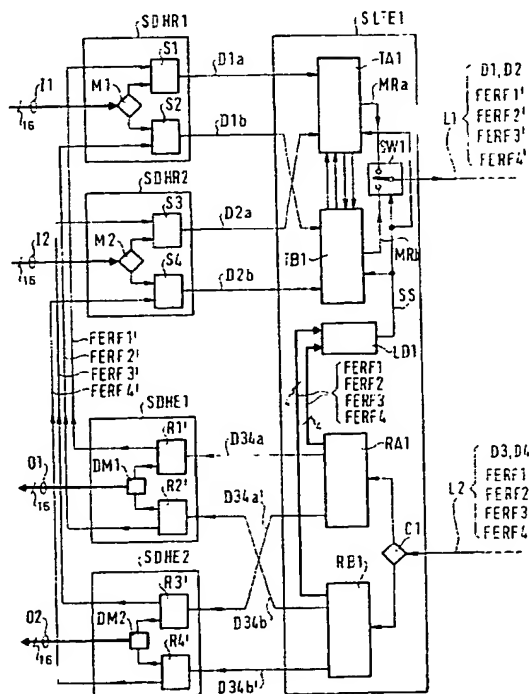 SDHR1
SLTE1
S1
D1a
TA1
I1
M1
MRa
D1,D2
16
S2
D1b
SW1
L1
FERF1'
FERF2'
FERF3'
FERF4'
SDHR2
S3
D2a
I2
M2
S4
D2b
16
MRb
SS
FERF1'
FERF2'
FERF3'
FERF4'
LD1
FERF1
FERF2
FERF3
FERF4
4
4
SDHE1
R1'
D34a
RA1
D3,D4
FERF1
FERF2
FERF3
FERF4
L2
O1
DM1
16
R2'
D34a'
C1
SDHE2
RB1
R3'
O2
DM2
D34b
16
R4'
D34b'